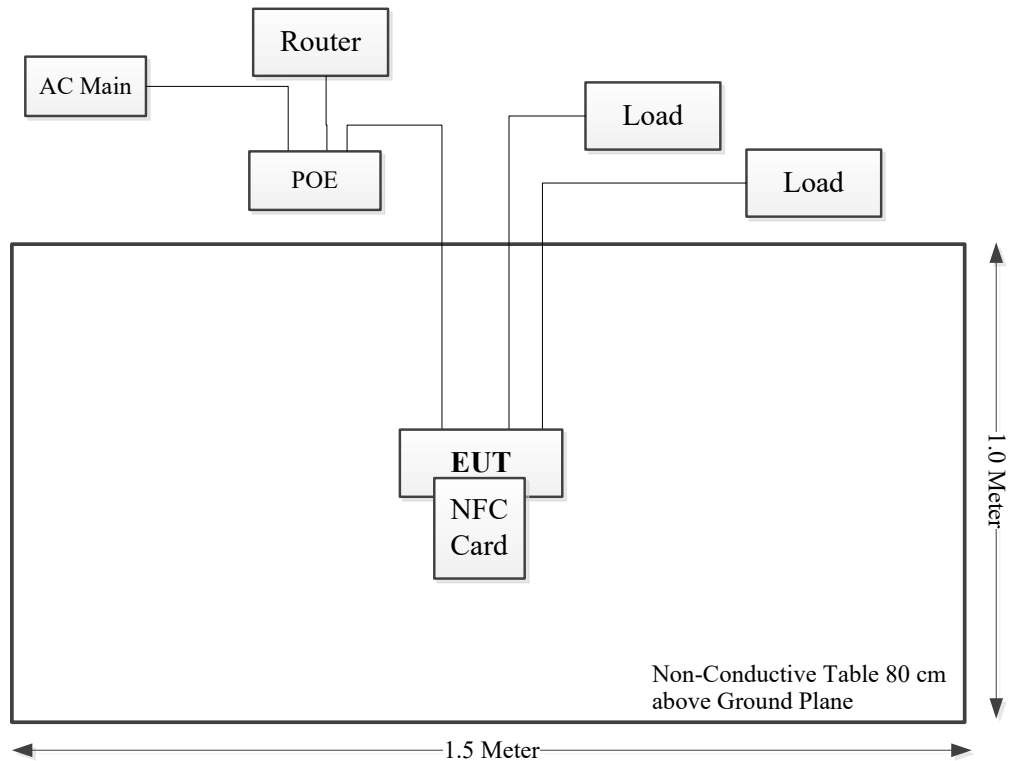 Router
AC Main
Load
POE
Load
EUT
NFC
Card
1.0 Meter
Non-Conductive Table 80 cm
above Ground Plane
1.5 Meter